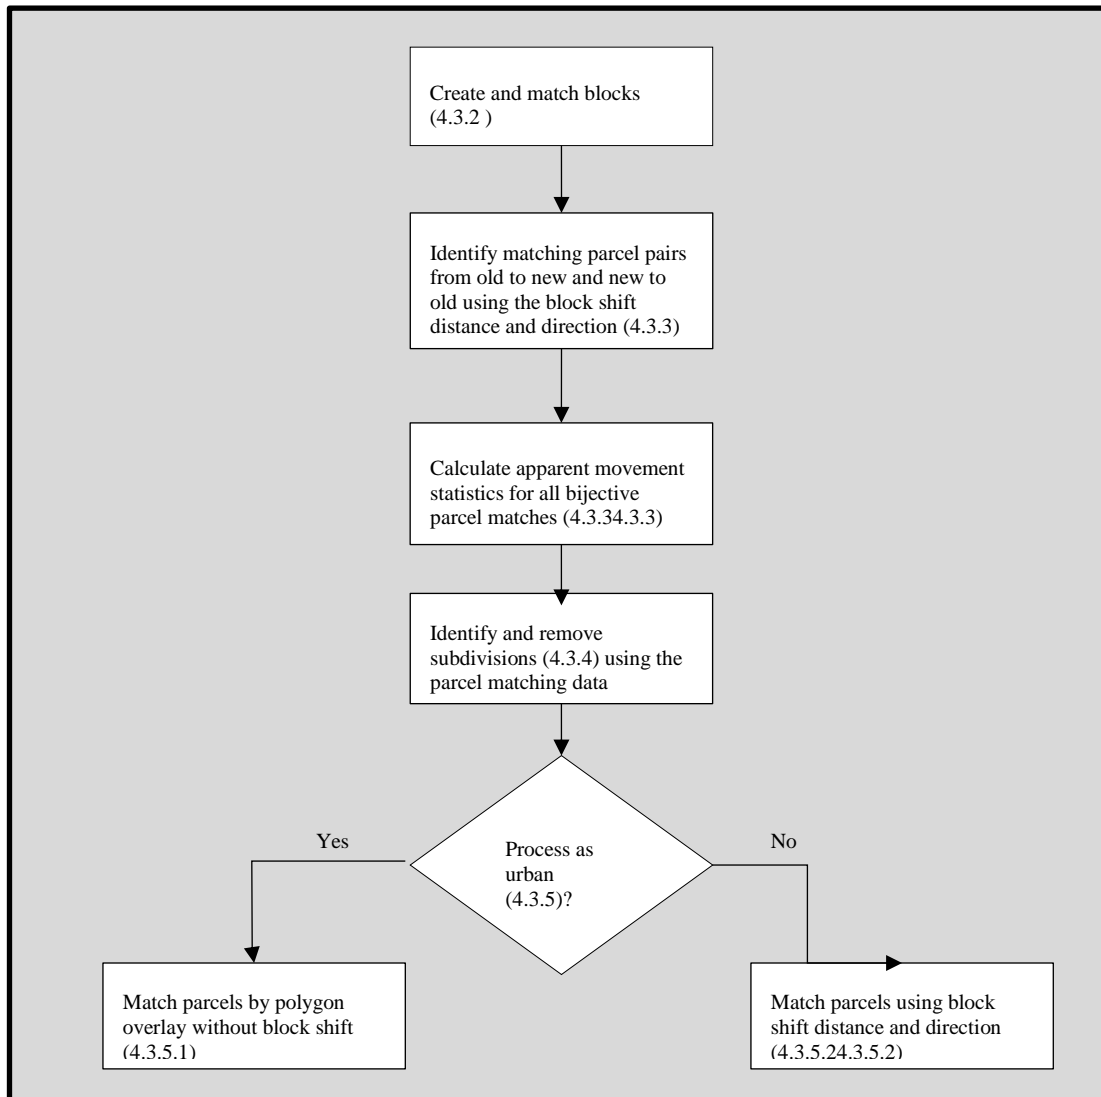 Create and match blocks
(4.3.2 )
Identify matching parcel pairs
from old to new and new to
old using the block shift
distance and direction (4.3.3)
Calculate apparent movement
statistics for all bijective
parcel matches (4.3.34.3.3)
Identify and remove
subdivisions (4.3.4) using the
parcel matching data
Yes
No
Process as
urban
(4.3.5)?
Match parcels by polygon
overlay without block shift
(4.3.5.1)
Match parcels using block
shift distance and direction
(4.3.5.24.3.5.2)